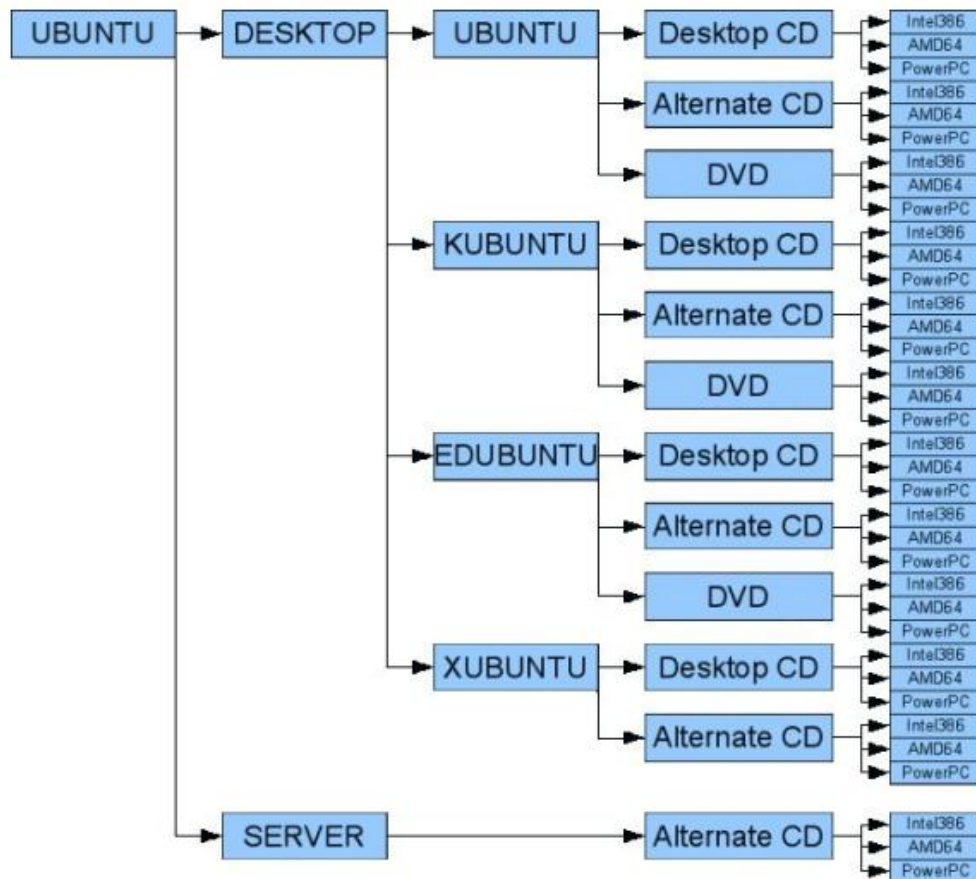 UBUNTU
DESKTOP
UBUNTU
Desktop CD
Intel386
AMD64
PowerPC
Alternate CD
Intel386
AMD64
PowerPC
DVD
Intel386
AMD64
PowerPC
KUBUNTU
Desktop CD
Intel386
AMD64
PowerPC
Alternate CD
Intel386
AMD64
PowerPC
DVD
Intel386
AMD64
PowerPC
EDUBUNTU
Desktop CD
Intel386
AMD64
PowerPC
Alternate CD
Intel386
AMD64
PowerPC
DVD
Intel386
AMD64
PowerPC
XUBUNTU
Desktop CD
Intel386
AMD64
PowerPC
Alternate CD
Intel386
AMD64
PowerPC
SERVER
Alternate CD
Intel386
AMD64
PowerPC